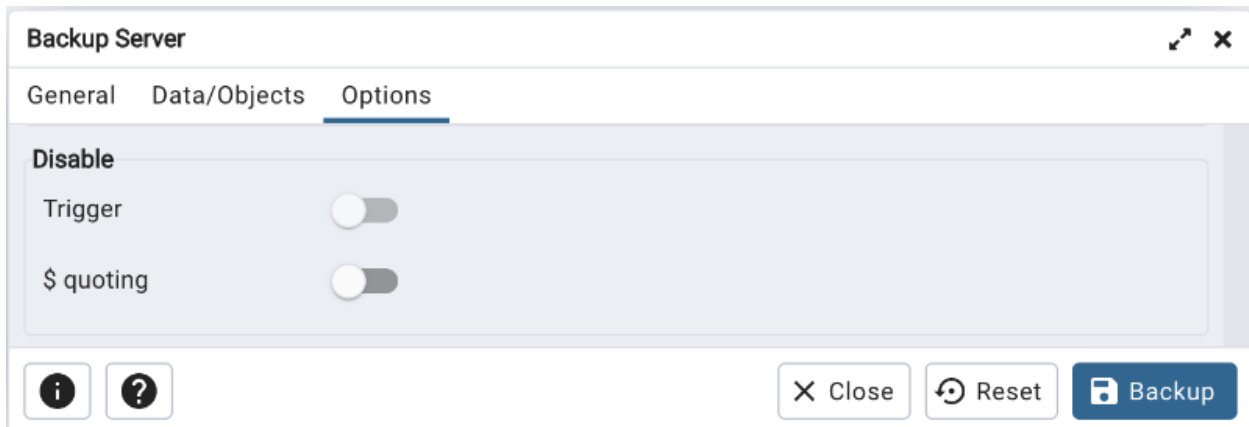 Backup Server
General Data/Objects Options
Disable
Trigger
$ quoting
Close Reset Backup